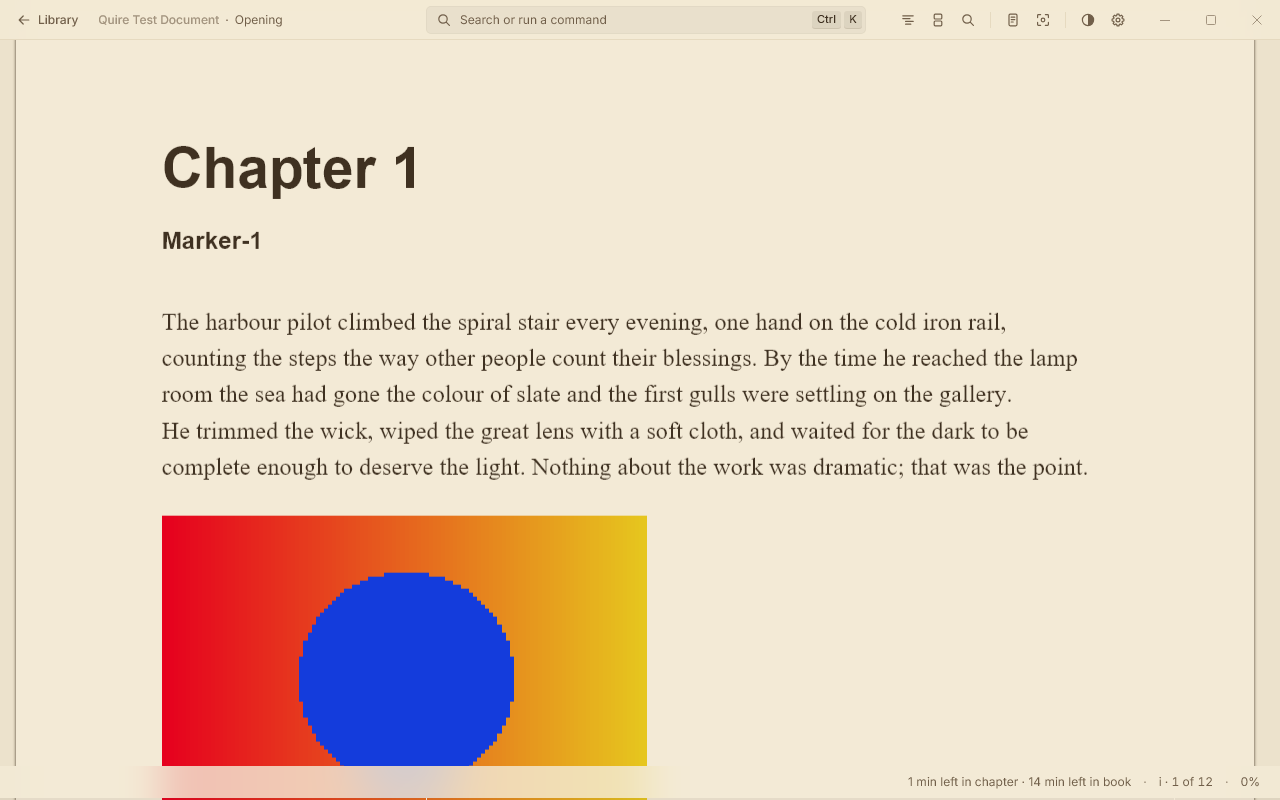 Library Quire Test Document · Opening Search or run a command Ctrl K
Chapter 1
Marker-1
The harbour pilot climbed the spiral stair every evening, one hand on the cold iron rail,
counting the steps the way other people count their blessings. By the time he reached the lamp
room the sea had gone the colour of slate and the first gulls were settling on the gallery.
He trimmed the wick, wiped the great lens with a soft cloth, and waited for the dark to be
complete enough to deserve the light. Nothing about the work was dramatic; that was the point.
1 min left in chapter · 14 min left in book · i · 1 of 12 · 0%